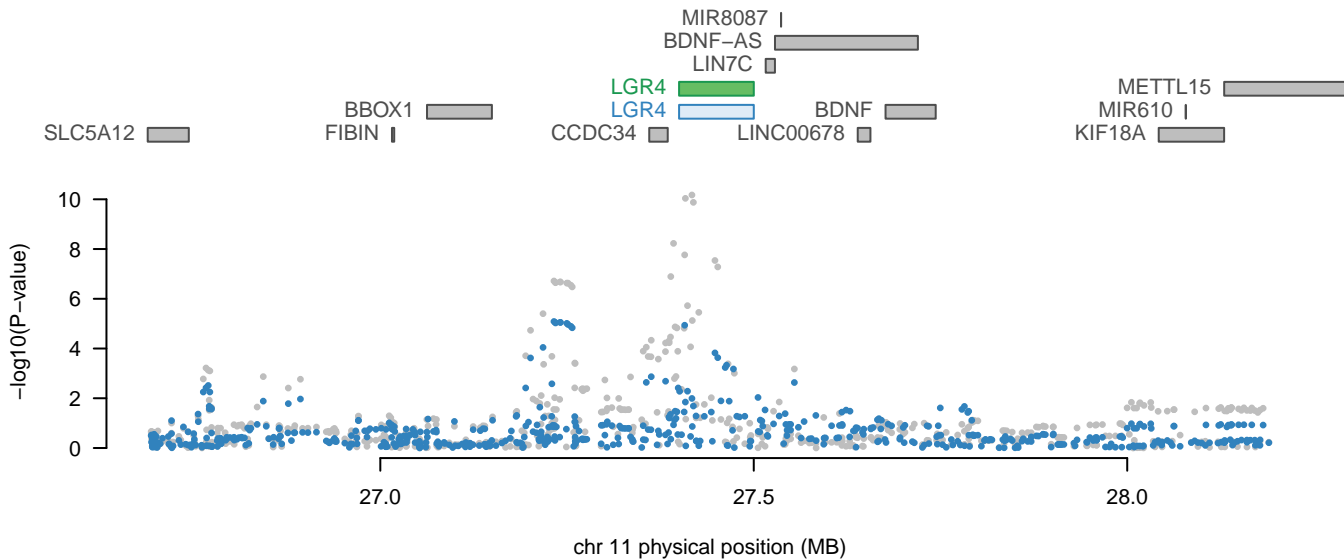 MIR8087
BDNF−AS
LIN7C
LGR4 METTL15
BBOX1 LGR4 BDNF MIR610
SLC5A12 FIBIN CCDC34 LINC00678 KIF18A
10
8
6
4
2
0
−log10(P−value)
27.0 27.5 28.0
chr 11 physical position (MB)